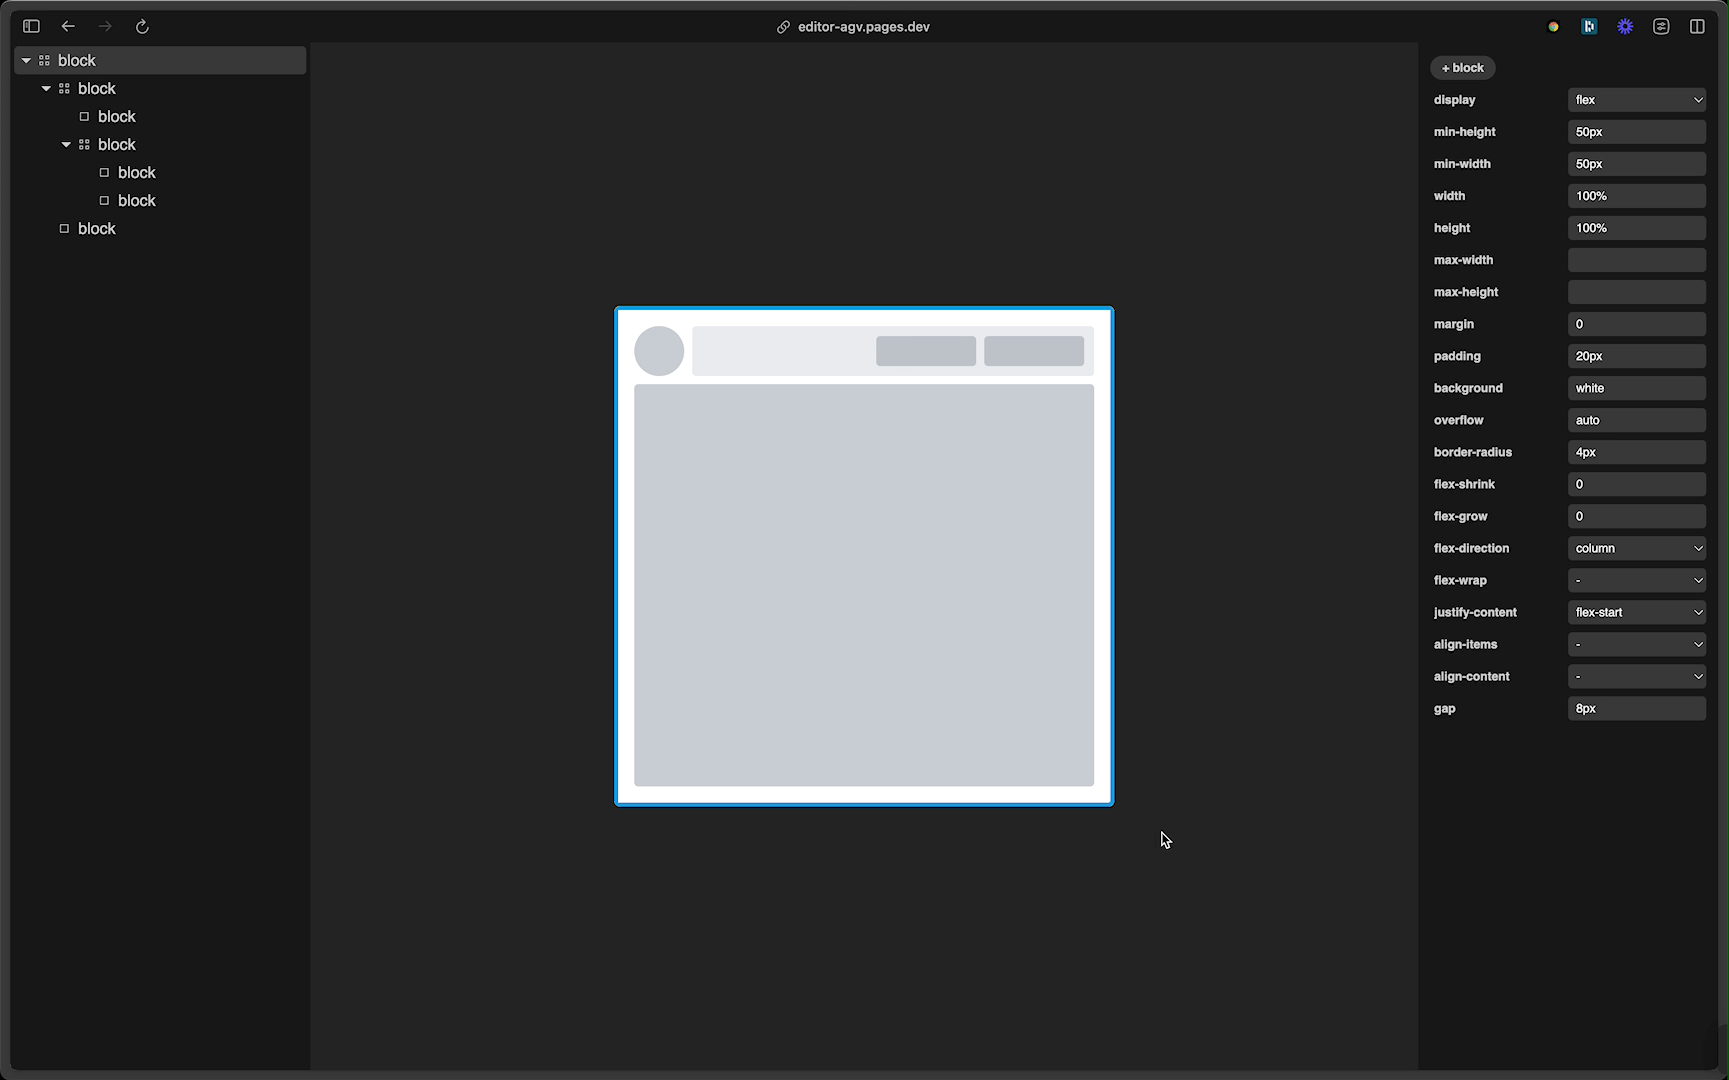 editor-agv.pages.dev
block
block
block
block
block
block
block
+ block
display flex
min-height 50px
min-width 50px
width 100%
height 100%
max-width
max-height
margin 0
padding 20px
background white
overflow auto
border-radius 4px
flex-shrink 0
flex-grow 0
flex-direction column
flex-wrap -
justify-content flex-start
align-items -
align-content -
gap 8px